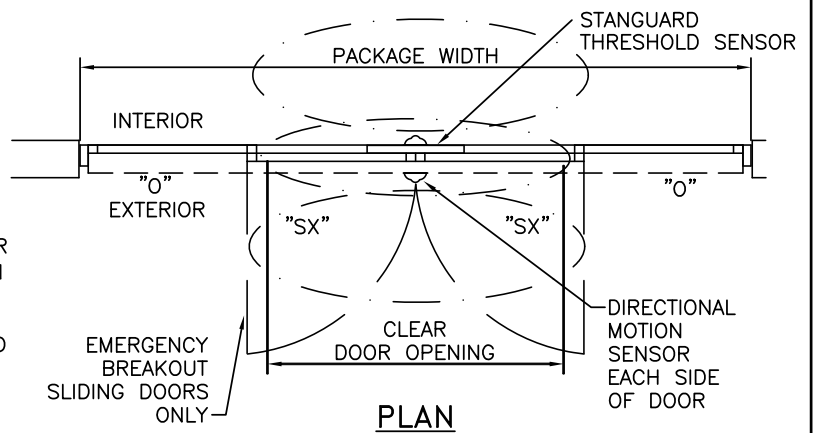 STANGUARD
THRESHOLD SENSOR
PACKAGE WIDTH
INTERIOR
"O"
EXTERIOR
"SX"
"SX"
"O"
EMERGENCY
BREAKOUT
SLIDING DOORS
ONLY
CLEAR
DOOR OPENING
DIRECTIONAL
MOTION
SENSOR
EACH SIDE
OF DOOR
PLAN